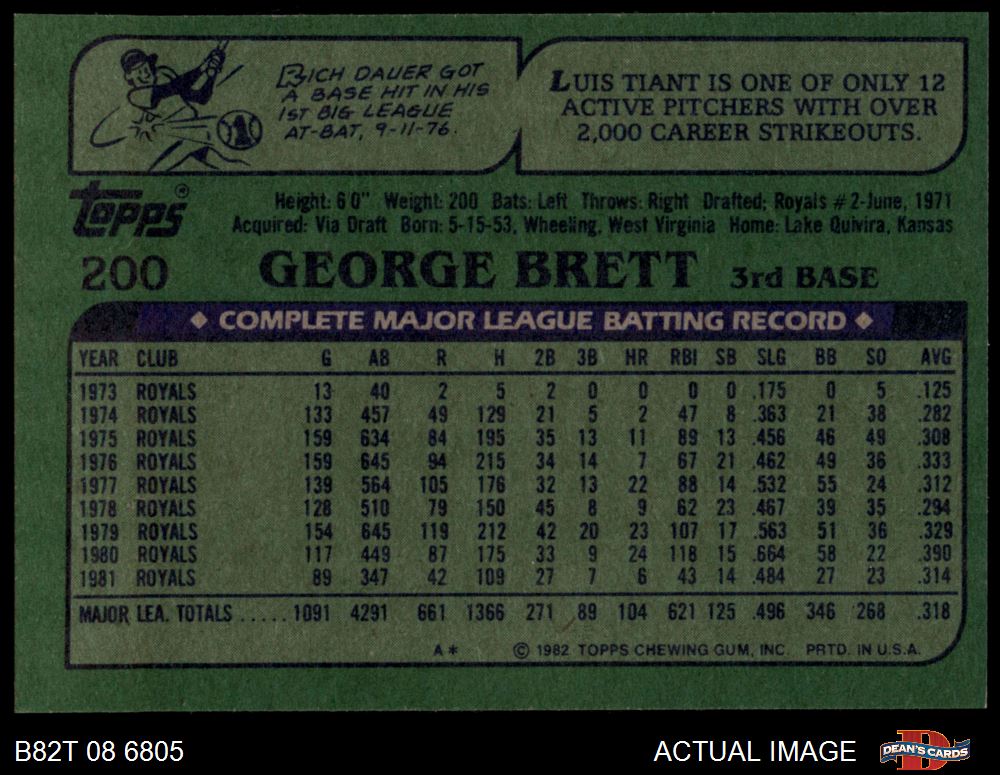 RICH DAUER GOT
A BASE HIT IN HIS
1ST BIG LEAGUE
AT-BAT, 9-11-76.
LUIS TIANT IS ONE OF ONLY 12
ACTIVE PITCHERS WITH OVER
2,000 CAREER STRIKEOUTS.
Topps®
Height: 6'0" Weight: 200 Bats: Left Throws: Right Drafted: Royals #2-June, 1971
Acquired: Via Draft Born: 5-15-53, Wheeling, West Virginia Home: Lake Quivira, Kansas
200 GEORGE BRETT 3rd BASE
◆ COMPLETE MAJOR LEAGUE BATTING RECORD ◆
YEAR CLUB G AB R H 2B 3B HR RBI SB SLG BB SO AVG
1973 ROYALS 13 40 2 5 2 0 0 0 0 .175 0 5 .125
1974 ROYALS 133 457 49 129 21 5 2 47 8 .363 21 38 .282
1975 ROYALS 159 634 84 195 35 13 11 89 13 .456 46 49 .308
1976 ROYALS 159 645 94 215 34 14 7 67 21 .462 49 36 .333
1977 ROYALS 139 564 105 176 32 13 22 88 14 .532 55 24 .312
1978 ROYALS 128 510 79 150 45 8 9 62 23 .467 39 35 .294
1979 ROYALS 154 645 119 212 42 20 23 107 17 .563 51 36 .329
1980 ROYALS 117 449 87 175 33 9 24 118 15 .664 58 22 .390
1981 ROYALS 89 347 42 109 27 7 6 43 14 .484 27 23 .314
MAJOR LEA. TOTALS ..... 1091 4291 661 1366 271 89 104 621 125 .496 346 268 .318
A* © 1982 TOPPS CHEWING GUM, INC. PRTD. IN U.S.A.
B82T 08 6805 ACTUAL IMAGE D DEAN'S CARDS